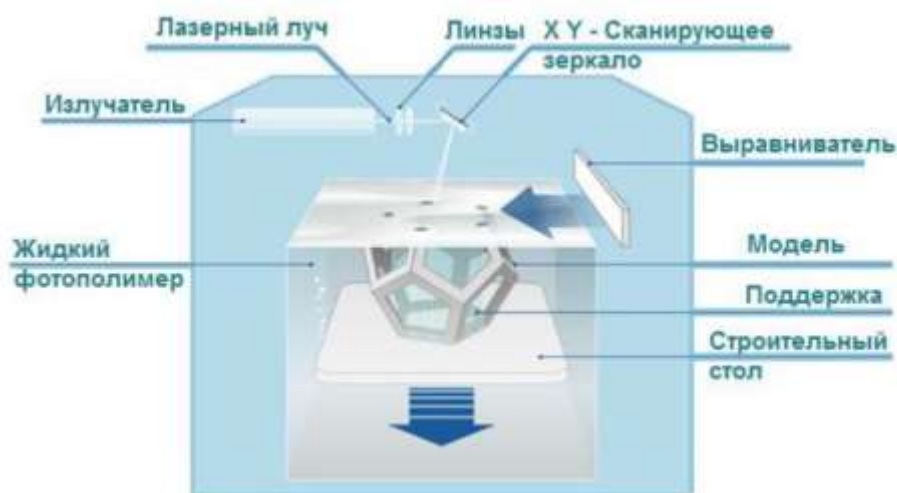 Лазерный луч
Линзы
X Y - Сканирующее
зеркало
Излучатель
Выравниватель
Жидкий
фотополимер
Модель
Поддержка
Строительный
стол